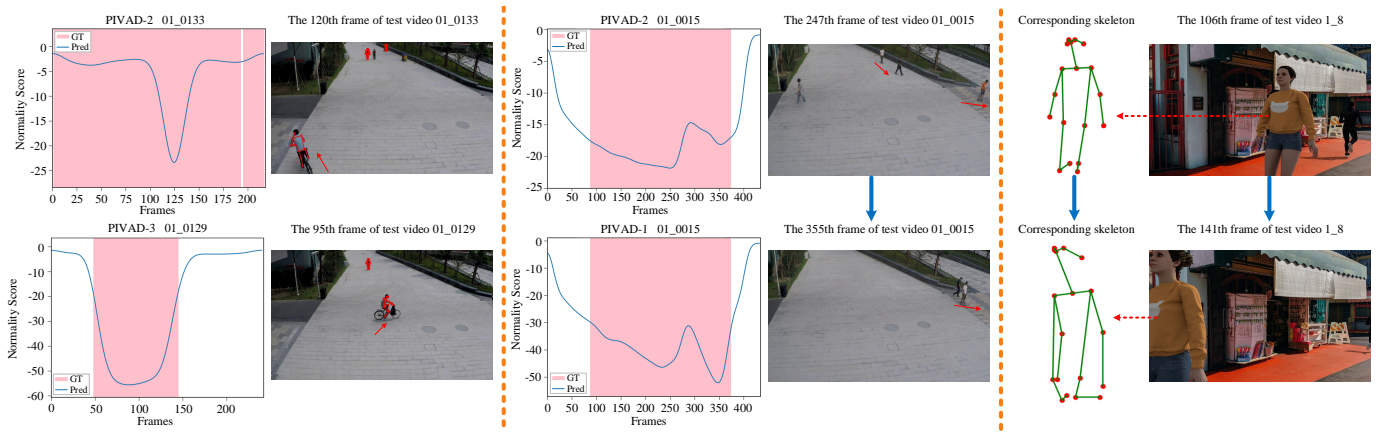 PIVAD-2 01_0133
The 120th frame of test video 01_0133
GT
Pred
Normality Score
0
−5
−10
−15
−20
−25
0 25 50 75 100 125 150 175 200
Frames
PIVAD-3 01_0129
The 95th frame of test video 01_0129
Normality Score
0
−10
−20
−30
−40
−50
−60
GT
Pred
0 50 100 150 200
Frames
PIVAD-2 01_0015
The 247th frame of test video 01_0015
GT
Pred
Normality Score
0
−5
−10
−15
−20
−25
0 50 100 150 200 250 300 350 400
Frames
PIVAD-1 01_0015
The 355th frame of test video 01_0015
Normality Score
0
−10
−20
−30
−40
−50
GT
Pred
0 50 100 150 200 250 300 350 400
Frames
Corresponding skeleton
The 106th frame of test video 1_8
Corresponding skeleton
The 141th frame of test video 1_8